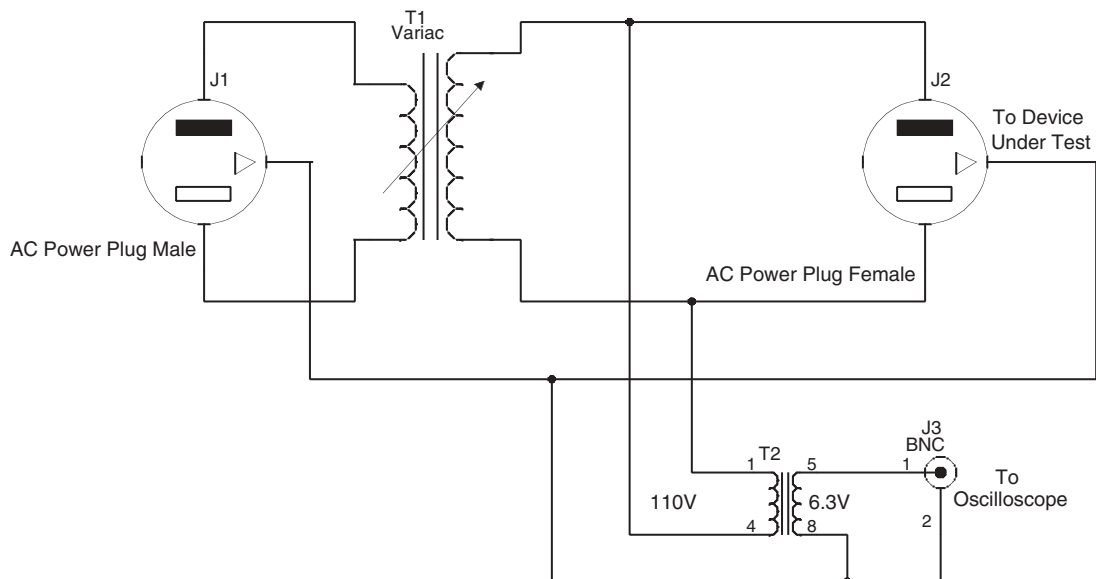 T1
Variac
J1
J2
To Device
Under Test
AC Power Plug Male
AC Power Plug Female
J3
BNC
T2
1
5
1
To
Oscilloscope
110V
6.3V
2
4
8